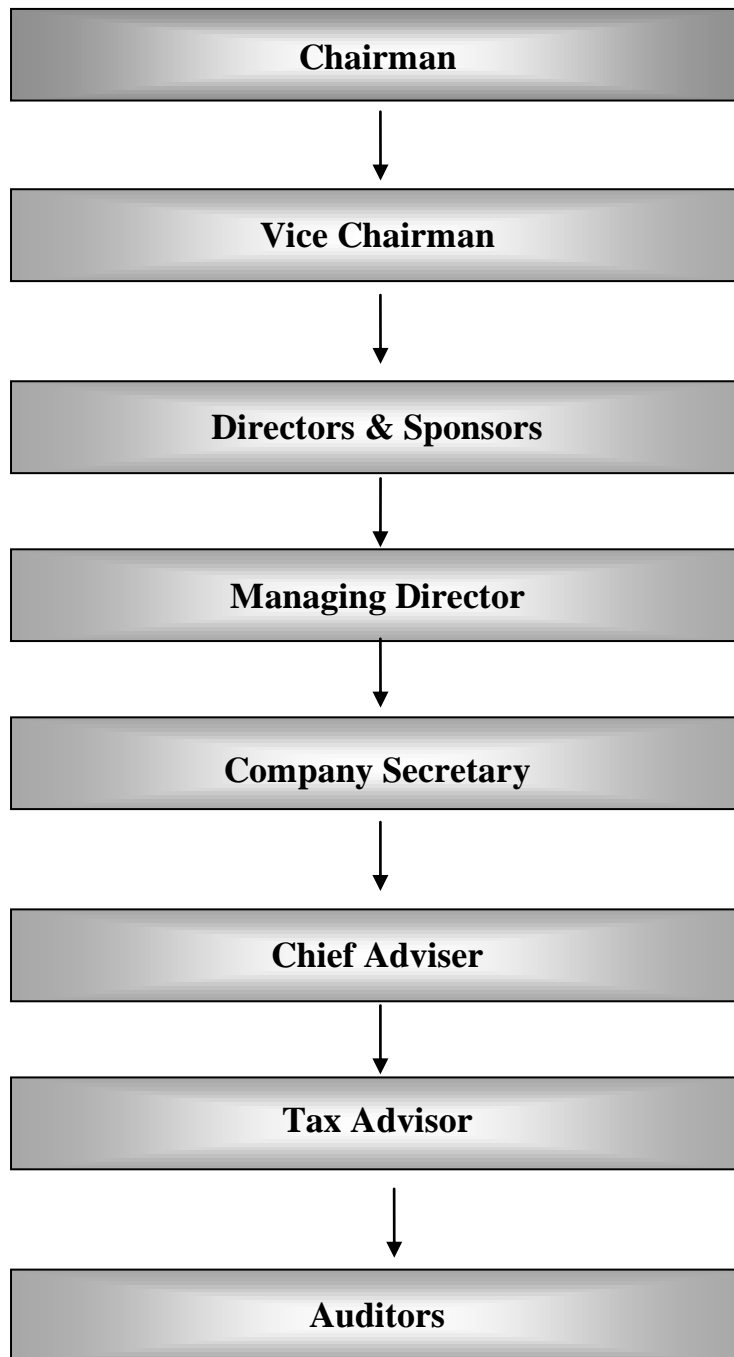 Chairman
Vice Chairman
Directors & Sponsors
Managing Director
Company Secretary
Chief Adviser
Tax Advisor
Auditors